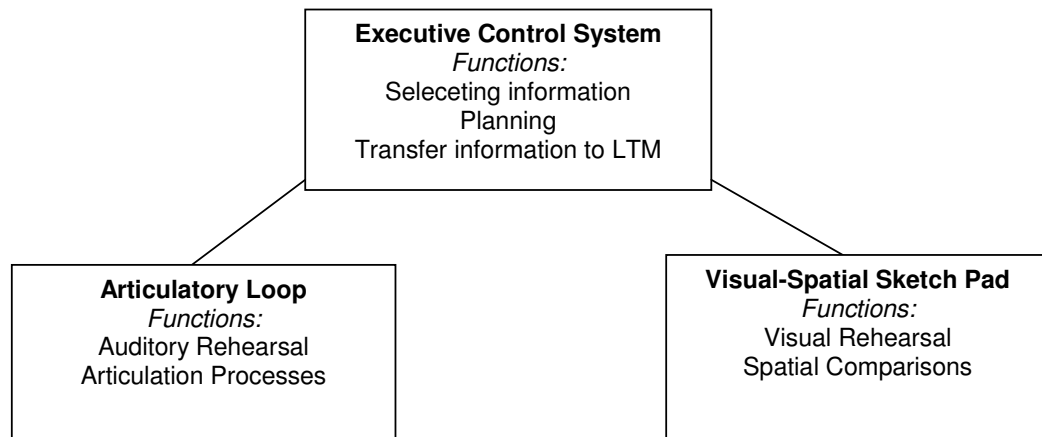 Executive Control System
Functions:
Seleceting information
Planning
Transfer information to LTM
Articulatory Loop
Functions:
Auditory Rehearsal
Articulation Processes
Visual-Spatial Sketch Pad
Functions:
Visual Rehearsal
Spatial Comparisons